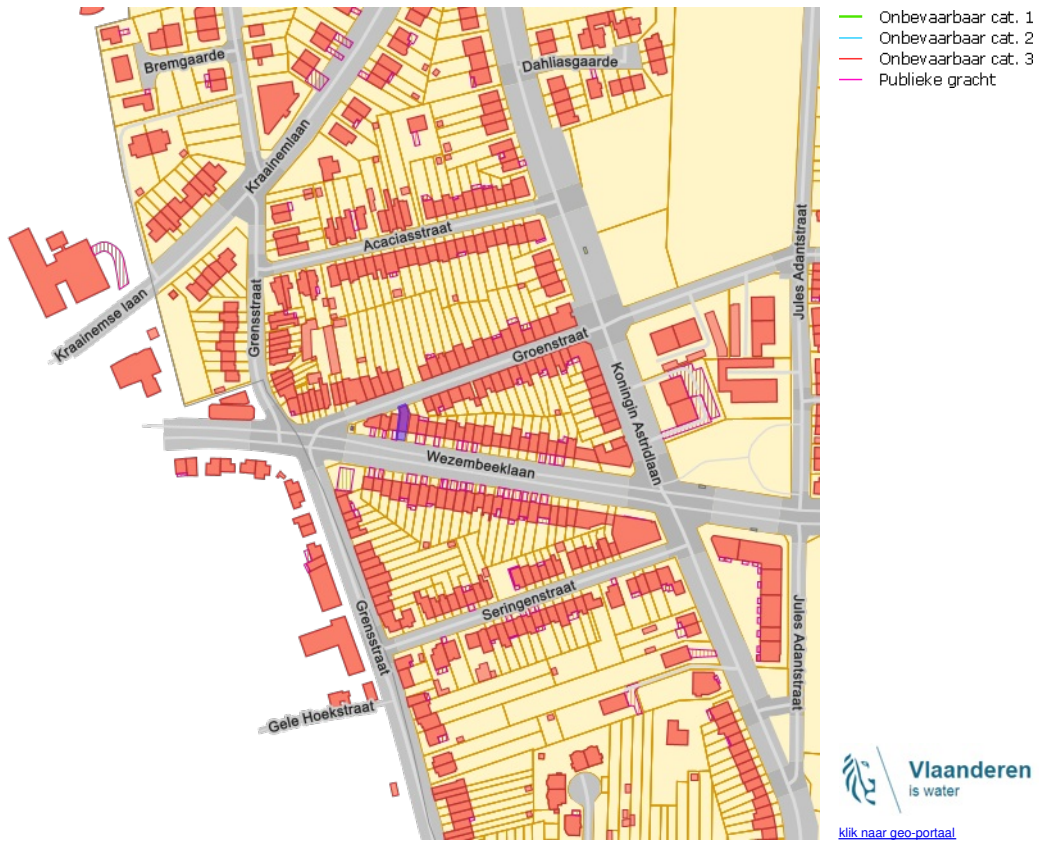 Onbevaarbaar cat. 1
Onbevaarbaar cat. 2
Onbevaarbaar cat. 3
Publieke gracht
Bremgaarde
Dahliasgaarde
Kraainemlaan
Acaciasstraat
Jules Adantstraat
Kraainemse laan
Grensstraat
Groenstraat
Koningin Astridlaan
Wezembeeklaan
Seringenstraat
Grensstraat
Jules Adantstraat
Gele Hoekstraat
Vlaanderen
is water
klik naar geo-portaal